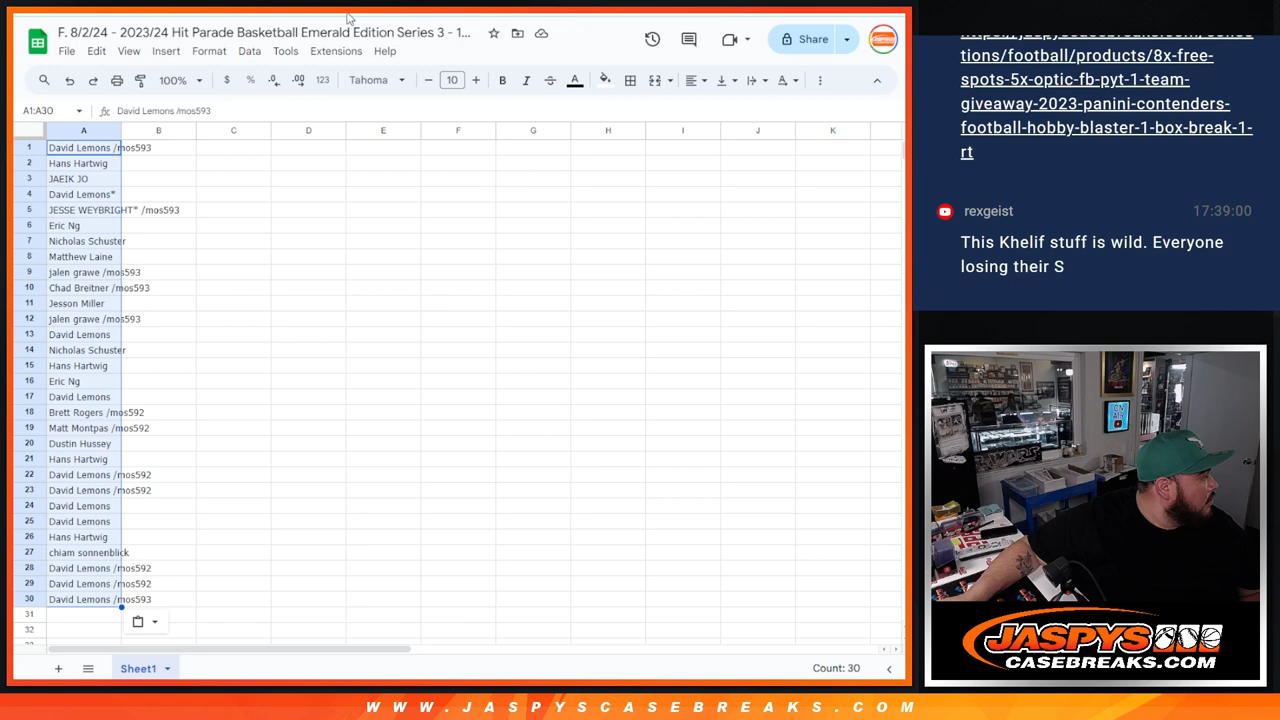 F. 8/2/24 - 2023/24 Hit Parade Basketball Emerald Edition Series 3 - 1...
File Edit View Insert Format Data Tools Extensions Help
Share
100% $ % .0 .00 123 Tahoma 10 B I S A
A1:A30 fx David Lemons /mos593
A B C D E F G H I J K
1 David Lemons /mos593
2 Hans Hartwig
3 JAEIK JO
4 David Lemons*
5 JESSE WEYBRIGHT* /mos593
6 Eric Ng
7 Nicholas Schuster
8 Matthew Laine
9 jalen grawe /mos593
10 Chad Breitner /mos593
11 Jesson Miller
12 jalen grawe /mos593
13 David Lemons
14 Nicholas Schuster
15 Hans Hartwig
16 Eric Ng
17 David Lemons
18 Brett Rogers /mos592
19 Matt Montpas /mos592
20 Dustin Hussey
21 Hans Hartwig
22 David Lemons /mos592
23 David Lemons /mos592
24 David Lemons
25 David Lemons
26 Hans Hartwig
27 chiam sonnenblick
28 David Lemons /mos592
29 David Lemons /mos592
30 David Lemons /mos593
31
32
Sheet1
Count: 30
tions/football/products/8x-free-
spots-5x-optic-fb-pyt-1-team-
giveaway-2023-panini-contenders-
football-hobby-blaster-1-box-break-1-
rt
rexgeist 17:39:00
This Khelif stuff is wild. Everyone
losing their S
ON AIR
JASPYS
CASEBREAKS.COM
WWW.JASPYSCASEBREAKS.COM